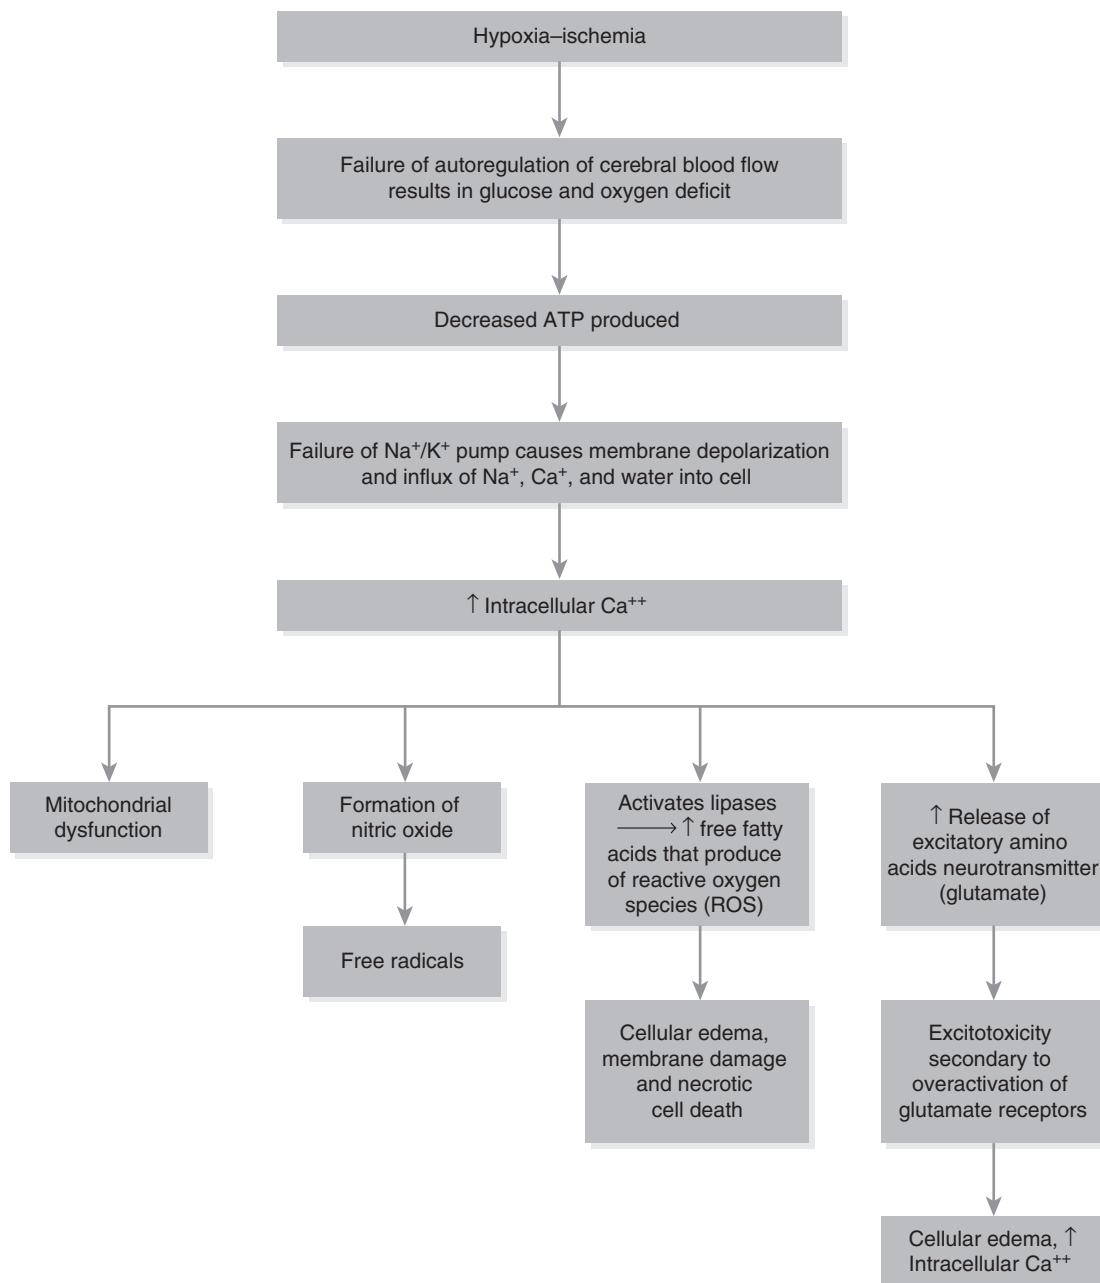 Hypoxia–ischemia
Failure of autoregulation of cerebral blood flow
results in glucose and oxygen deficit
Decreased ATP produced
Failure of Na⁺/K⁺ pump causes membrane depolarization
and influx of Na⁺, Ca⁺, and water into cell
↑ Intracellular Ca⁺⁺
Mitochondrial
dysfunction
Formation of
nitric oxide
Free radicals
Activates lipases
⟶ ↑ free fatty
acids that produce
of reactive oxygen
species (ROS)
Cellular edema,
membrane damage
and necrotic
cell death
↑ Release of
excitatory amino
acids neurotransmitter
(glutamate)
Excitotoxicity
secondary to
overactivation of
glutamate receptors
Cellular edema, ↑
Intracellular Ca⁺⁺